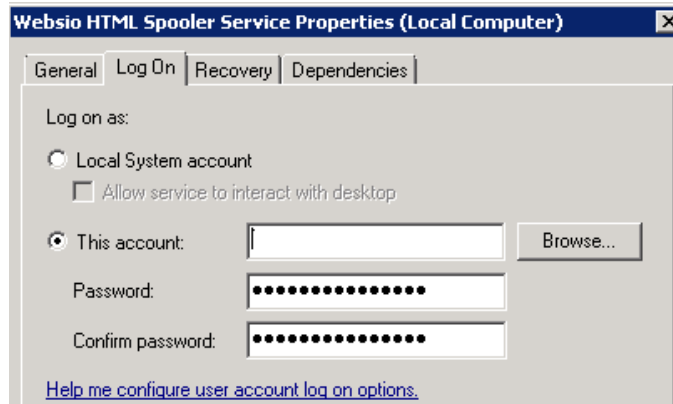 Websio HTML Spooler Service Properties (Local Computer)
General Log On Recovery Dependencies
Log on as:
Local System account
Allow service to interact with desktop
This account:
Browse...
Password: •••••••••••••••
Confirm password: •••••••••••••••
Help me configure user account log on options.